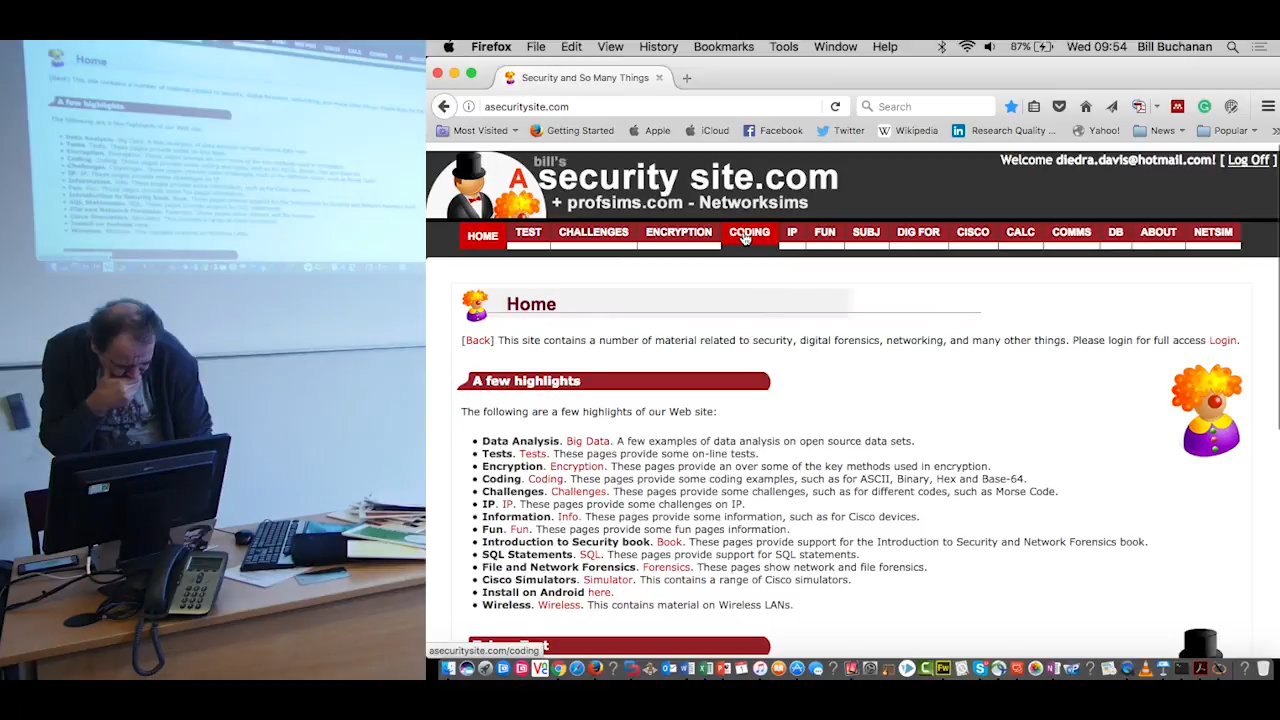 Home
A few highlights
Firefox File Edit View History Bookmarks Tools Window Help 87% Wed 09:54 Bill Buchanan
Security and So Many Things
asecuritysite.com
Search
Most Visited Getting Started Apple iCloud Facebook Twitter Wikipedia Research Quality ... Yahoo! News Popular
bill's
Asecurity site.com
+ profsims.com - Networksims
Welcome diedra.davis@hotmail.com! [ Log Off ]
HOME TEST CHALLENGES ENCRYPTION CODING IP FUN SUBJ DIG FOR CISCO CALC COMMS DB ABOUT NETSIM
Home
[Back] This site contains a number of material related to security, digital forensics, networking, and many other things. Please login for full access Login.
A few highlights
The following are a few highlights of our Web site:
Data Analysis. Big Data. A few examples of data analysis on open source data sets.
Tests. Tests. These pages provide some on-line tests.
Encryption. Encryption. These pages provide an over some of the key methods used in encryption.
Coding. Coding. These pages provide some coding examples, such as for ASCII, Binary, Hex and Base-64.
Challenges. Challenges. These pages provide some challenges, such as for different codes, such as Morse Code.
IP. IP. These pages provide some challenges on IP.
Information. Info. These pages provide some information, such as for Cisco devices.
Fun. Fun. These pages provide some fun pages information.
Introduction to Security book. Book. These pages provide support for the Introduction to Security and Network Forensics book.
SQL Statements. SQL. These pages provide support for SQL statements.
File and Network Forensics. Forensics. These pages show network and file forensics.
Cisco Simulators. Simulator. This contains a range of Cisco simulators.
Install on Android here.
Wireless. Wireless. This contains material on Wireless LANs.
asecuritysite.com/coding